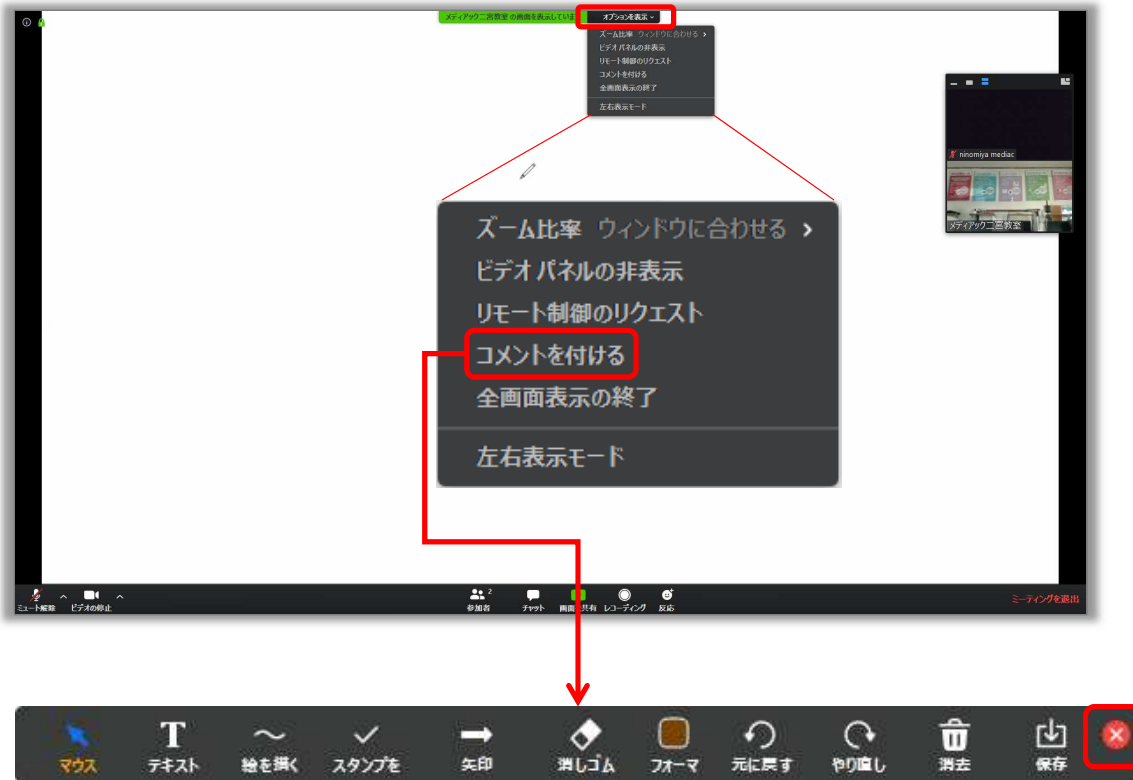 メディアック二宮教室 の画面を表示していま
オプションを表示
ズーム比率 ウィンドウに合わせる
ビデオ パネルの非表示
リモート制御のリクエスト
コメントを付ける
全画面表示の終了
左右表示モード
ninomiya mediac
メディアック二宮教室
ズーム比率 ウィンドウに合わせる
ビデオ パネルの非表示
リモート制御のリクエスト
コメントを付ける
全画面表示の終了
左右表示モード
ミュート解除 ビデオの停止 参加者 2 チャット 画面 共有 レコーディング 反応 ミーティングを退出
マウス T テキスト 絵を描く スタンプを 矢印 消しゴム フォーマ 元に戻す やり直し 消去 保存